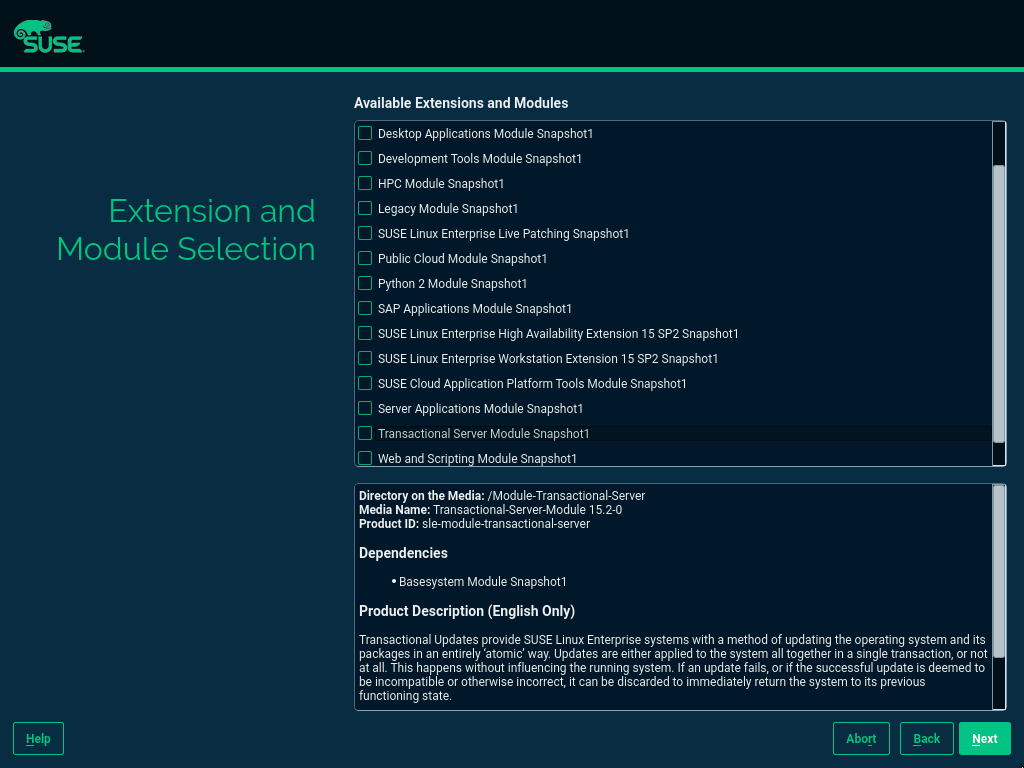 SUSE
Available Extensions and Modules
Extension and
Module Selection
Desktop Applications Module Snapshot1
Development Tools Module Snapshot1
HPC Module Snapshot1
Legacy Module Snapshot1
SUSE Linux Enterprise Live Patching Snapshot1
Public Cloud Module Snapshot1
Python 2 Module Snapshot1
SAP Applications Module Snapshot1
SUSE Linux Enterprise High Availability Extension 15 SP2 Snapshot1
SUSE Linux Enterprise Workstation Extension 15 SP2 Snapshot1
SUSE Cloud Application Platform Tools Module Snapshot1
Server Applications Module Snapshot1
Transactional Server Module Snapshot1
Web and Scripting Module Snapshot1
Directory on the Media: /Module-Transactional-Server
Media Name: Transactional-Server-Module 15.2-0
Product ID: sle-module-transactional-server
Dependencies
• Basesystem Module Snapshot1
Product Description (English Only)
Transactional Updates provide SUSE Linux Enterprise systems with a method of updating the operating system and its
packages in an entirely ‘atomic’ way. Updates are either applied to the system all together in a single transaction, or not
at all. This happens without influencing the running system. If an update fails, or if the successful update is deemed to
be incompatible or otherwise incorrect, it can be discarded to immediately return the system to its previous
functioning state.
Help
Abort
Back
Next